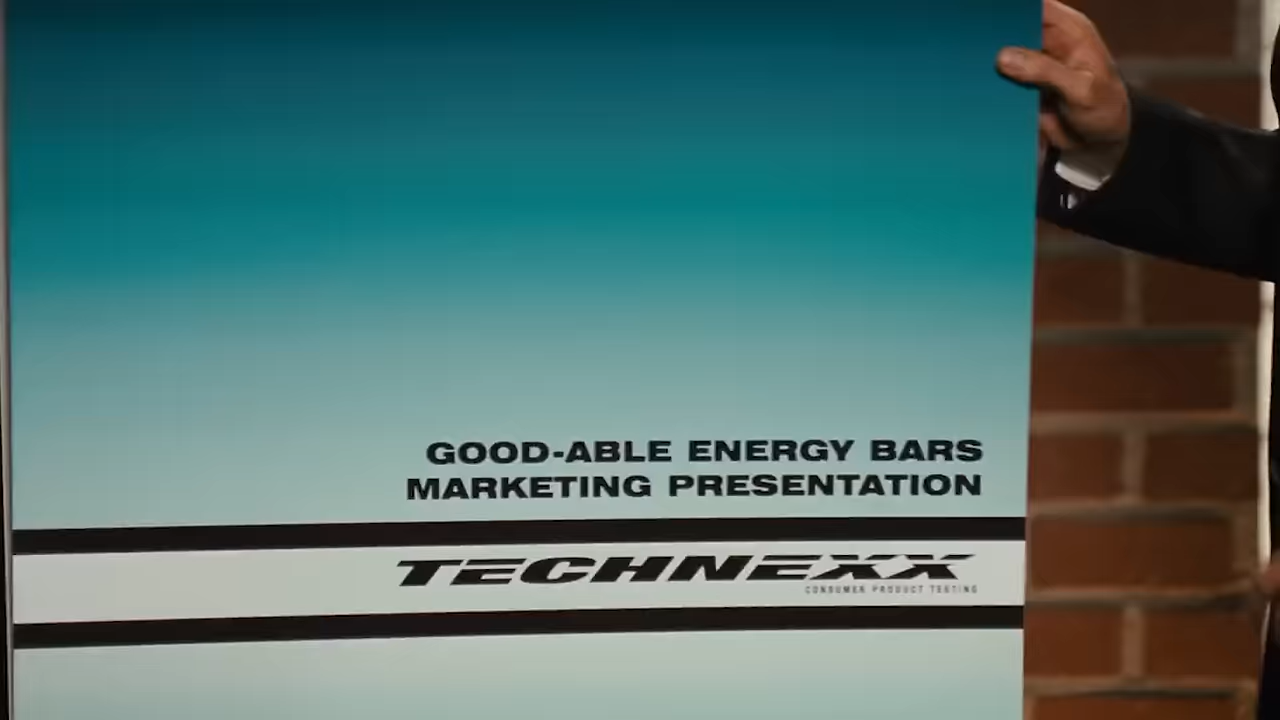 GOOD-ABLE ENERGY BARS
MARKETING PRESENTATION
TECHNEXX
CONSUMER PRODUCT TESTING